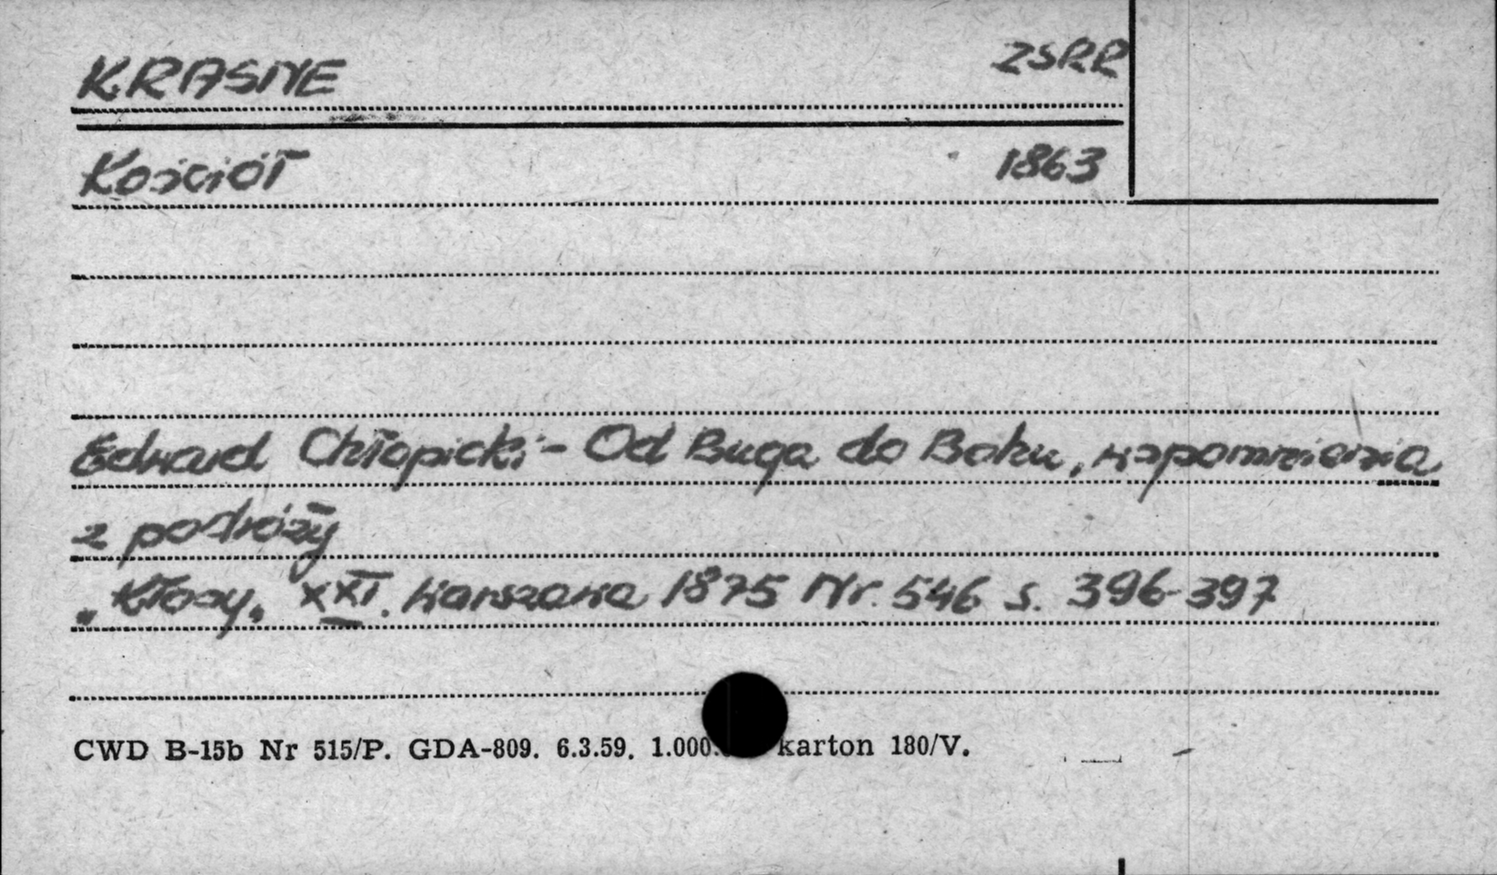 KRASNE ZSRR
Kościół 1863
Edward Chłopicki - Od Buga do Boku, wspomnienia
z podróży
"Kłosy" XXI. Warszawa 1875 Nr. 546 s. 396-397
CWD B-15b Nr 515/P. GDA-809. 6.3.59. 1.000. karton 180/V.